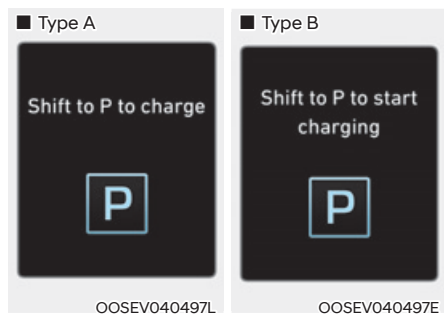 ■ Type A
Shift to P to charge
P
OOSEV040497L
■ Type B
Shift to P to start
charging
P
OOSEV040497E